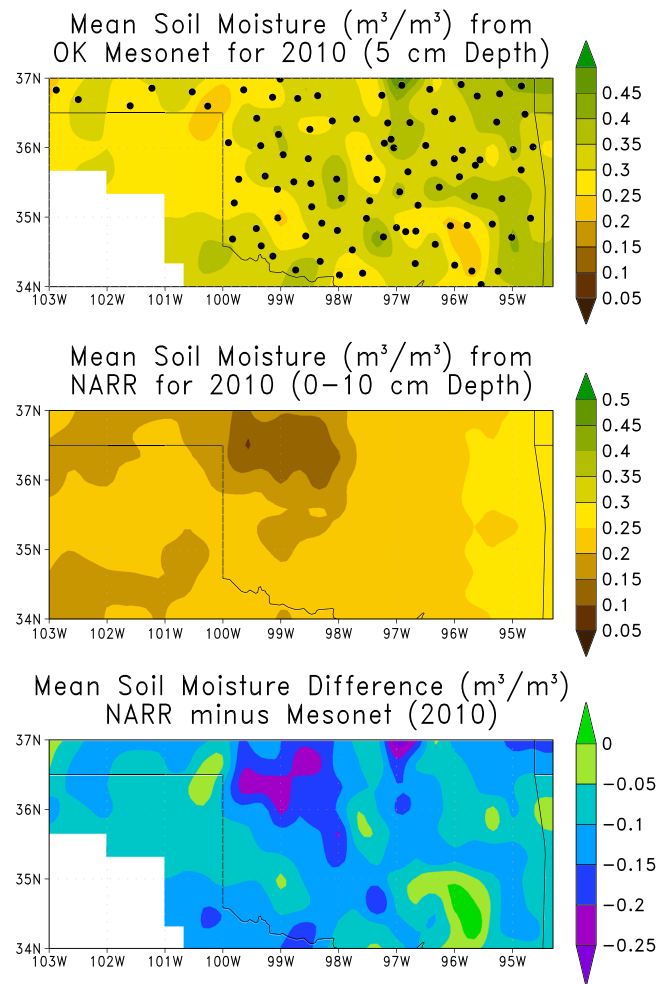 Mean Soil Moisture (m³/m³) from
OK Mesonet for 2010 (5 cm Depth)
37N
36N
35N
34N
103W 102W 101W 100W 99W 98W 97W 96W 95W
0.45
0.4
0.35
0.3
0.25
0.2
0.15
0.1
0.05
Mean Soil Moisture (m³/m³) from
NARR for 2010 (0−10 cm Depth)
37N
36N
35N
34N
103W 102W 101W 100W 99W 98W 97W 96W 95W
0.5
0.45
0.4
0.35
0.3
0.25
0.2
0.15
0.1
0.05
Mean Soil Moisture Difference (m³/m³)
NARR minus Mesonet (2010)
37N
36N
35N
34N
103W 102W 101W 100W 99W 98W 97W 96W 95W
0
−0.05
−0.1
−0.15
−0.2
−0.25